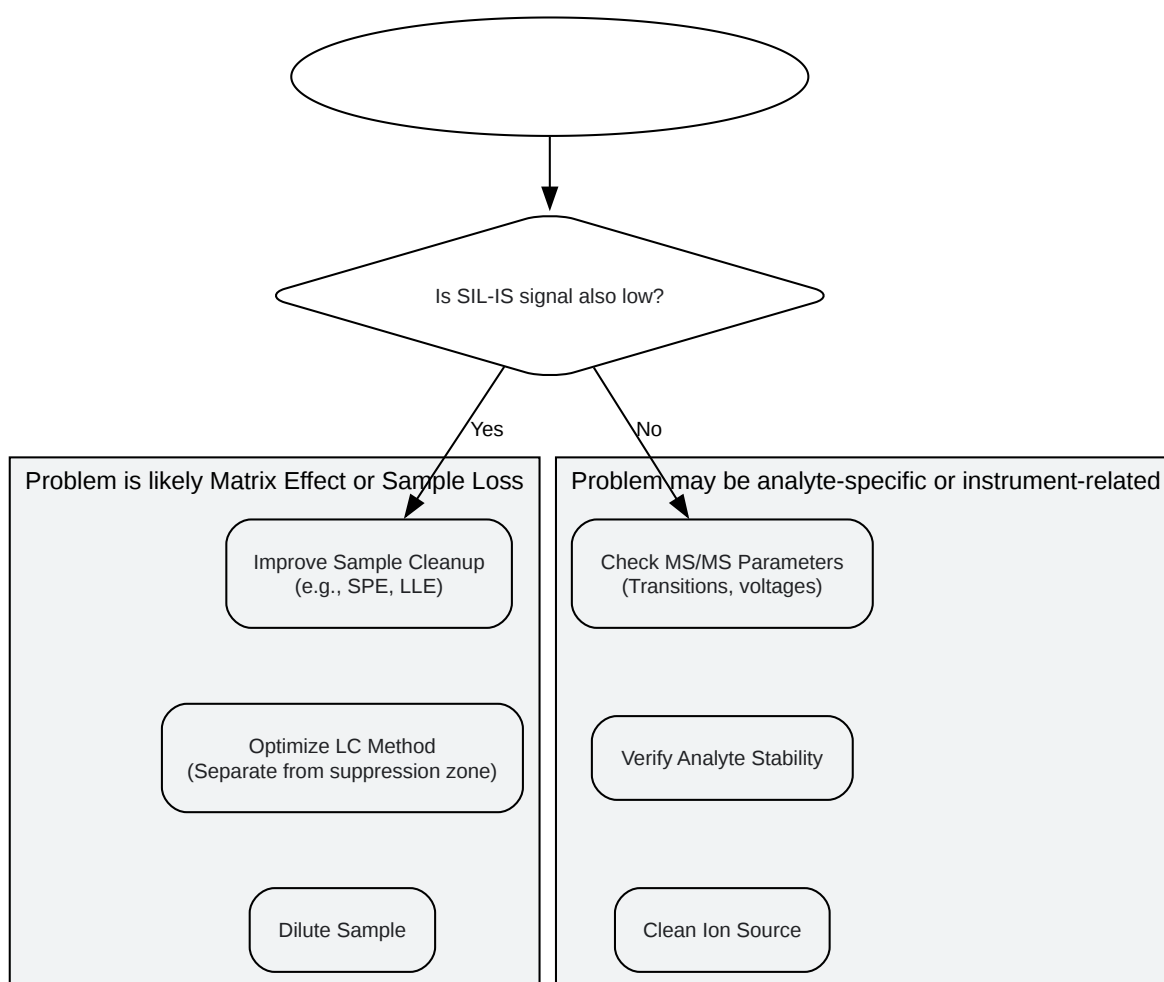 Is SIL-IS signal also low?
Yes
No
Problem is likely Matrix Effect or Sample Loss
Improve Sample Cleanup
(e.g., SPE, LLE)
Optimize LC Method
(Separate from suppression zone)
Dilute Sample
Problem may be analyte-specific or instrument-related
Check MS/MS Parameters
(Transitions, voltages)
Verify Analyte Stability
Clean Ion Source